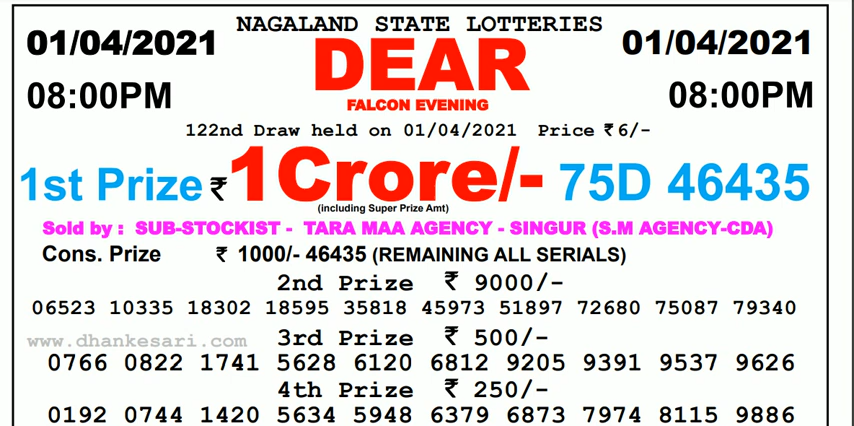 NAGALAND STATE LOTTERIES
01/04/2021 DEAR 01/04/2021
08:00PM FALCON EVENING 08:00PM
122nd Draw held on 01/04/2021 Price ₹6/-
1st Prize ₹1Crore/- 75D 46435
(including Super Prize Amt)
Sold by : SUB-STOCKIST - TARA MAA AGENCY - SINGUR (S.M AGENCY-CDA)
Cons. Prize ₹ 1000/- 46435 (REMAINING ALL SERIALS)
2nd Prize ₹ 9000/-
06523 10335 18302 18595 35818 45973 51897 72680 75087 79340
www.dhankesari.com
3rd Prize ₹ 500/-
0766 0822 1741 5628 6120 6812 9205 9391 9537 9626
4th Prize ₹ 250/-
0192 0744 1420 5634 5948 6379 6873 7974 8115 9886